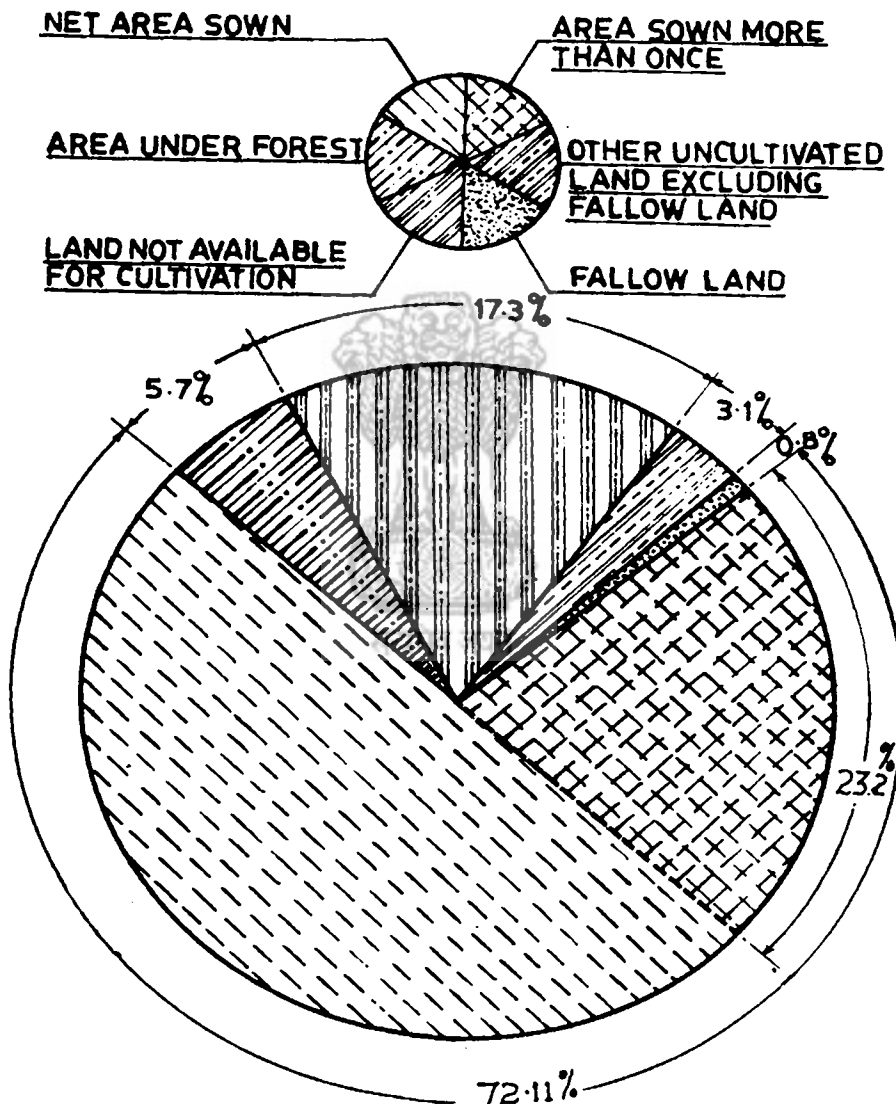 NET AREA SOWN
AREA SOWN MORE
THAN ONCE
AREA UNDER FOREST
OTHER UNCULTIVATED
LAND EXCLUDING
FALLOW LAND
LAND NOT AVAILABLE
FOR CULTIVATION
FALLOW LAND
17.3%
5.7%
3.1%
0.8%
23.2%
72.11%